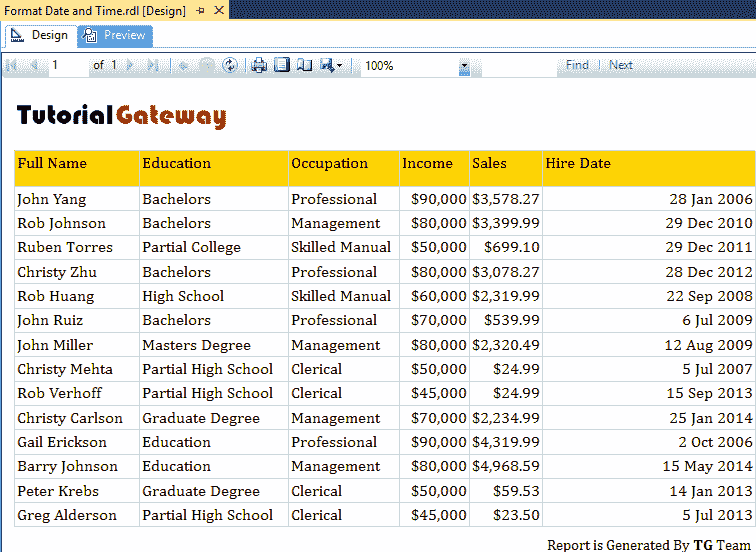 Format Date and Time.rdl [Design]
Design Preview
1 of 1 100% Find | Next
TutorialGateway
Full Name Education Occupation Income Sales Hire Date
John Yang Bachelors Professional $90,000 $3,578.27 28 Jan 2006
Rob Johnson Bachelors Management $80,000 $3,399.99 29 Dec 2010
Ruben Torres Partial College Skilled Manual $50,000 $699.10 29 Dec 2011
Christy Zhu Bachelors Professional $80,000 $3,078.27 28 Dec 2012
Rob Huang High School Skilled Manual $60,000 $2,319.99 22 Sep 2008
John Ruiz Bachelors Professional $70,000 $539.99 6 Jul 2009
John Miller Masters Degree Management $80,000 $2,320.49 12 Aug 2009
Christy Mehta Partial High School Clerical $50,000 $24.99 5 Jul 2007
Rob Verhoff Partial High School Clerical $45,000 $24.99 15 Sep 2013
Christy Carlson Graduate Degree Management $70,000 $2,234.99 25 Jan 2014
Gail Erickson Education Professional $90,000 $4,319.99 2 Oct 2006
Barry Johnson Education Management $80,000 $4,968.59 15 May 2014
Peter Krebs Graduate Degree Clerical $50,000 $59.53 14 Jan 2013
Greg Alderson Partial High School Clerical $45,000 $23.50 5 Jul 2013
Report is Generated By TG Team